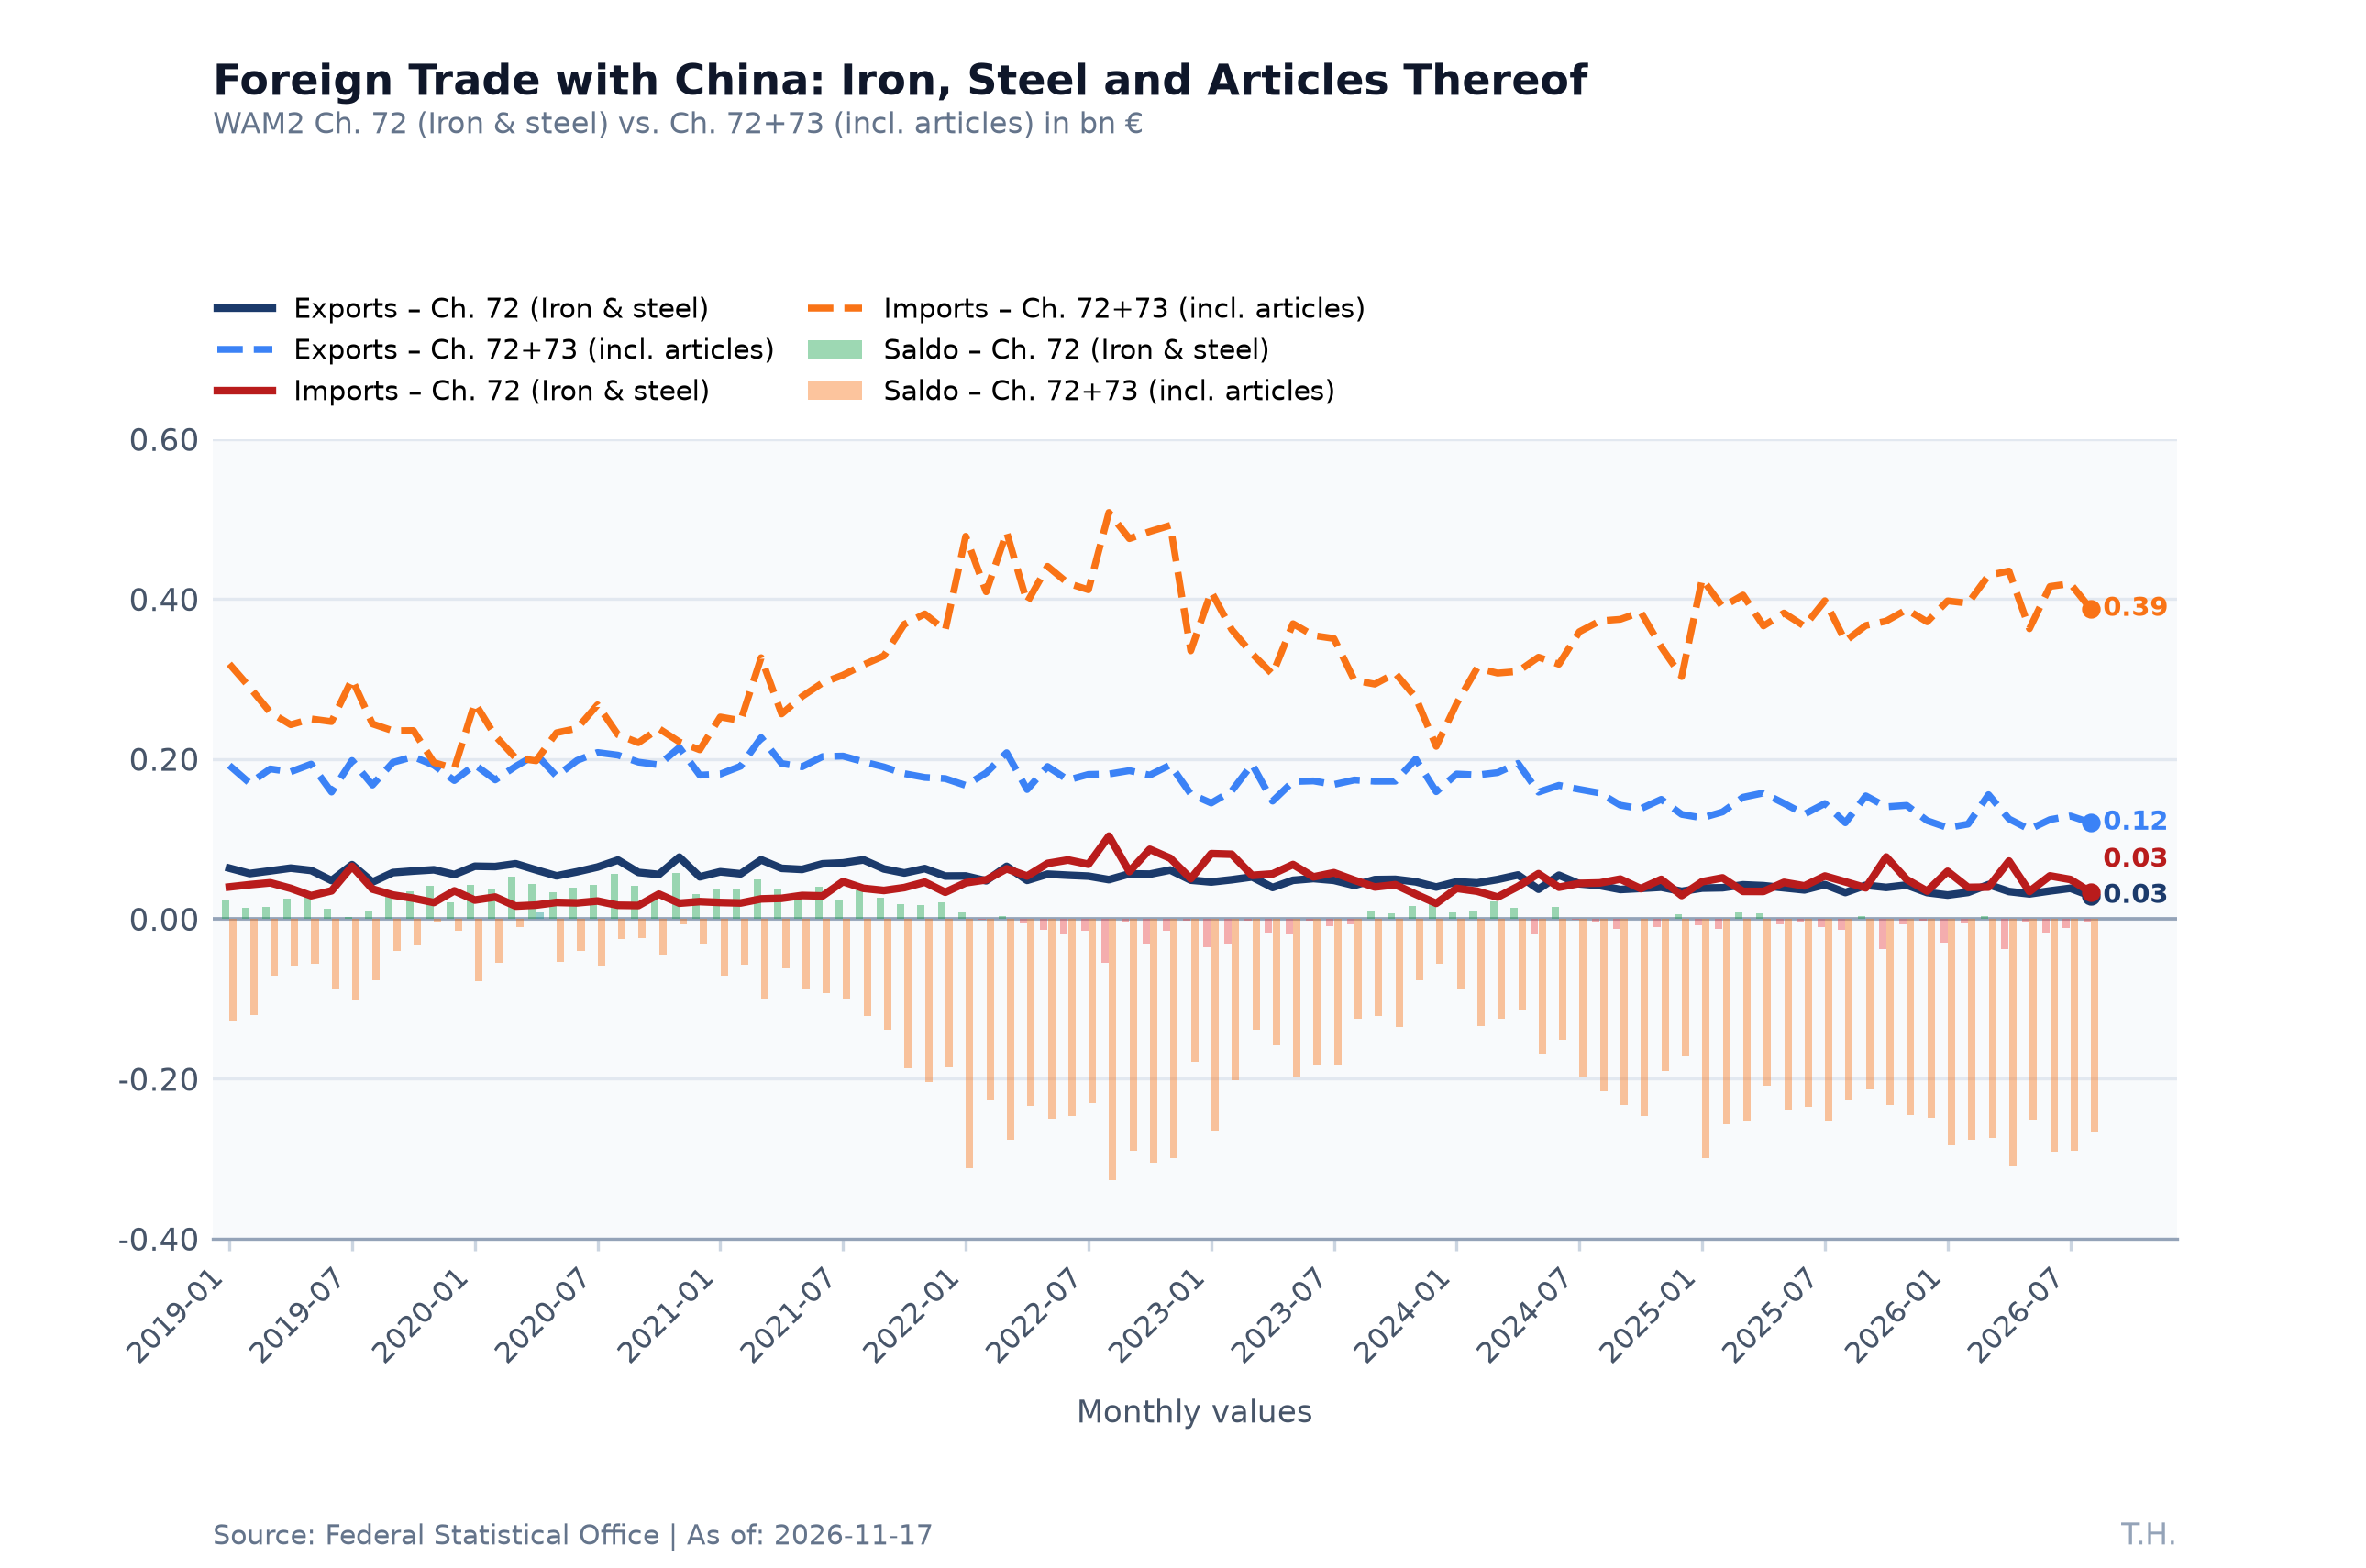 Foreign Trade with China: Iron, Steel and Articles Thereof
WAM2 Ch. 72 (Iron & steel) vs. Ch. 72+73 (incl. articles) in bn €
Exports – Ch. 72 (Iron & steel)
Exports – Ch. 72+73 (incl. articles)
Imports – Ch. 72 (Iron & steel)
Imports – Ch. 72+73 (incl. articles)
Saldo – Ch. 72 (Iron & steel)
Saldo – Ch. 72+73 (incl. articles)
0.60
0.40
0.20
0.00
-0.20
-0.40
0.39
0.12
0.03
0.03
2019-01
2019-07
2020-01
2020-07
2021-01
2021-07
2022-01
2022-07
2023-01
2023-07
2024-01
2024-07
2025-01
2025-07
2026-01
2026-07
Monthly values
Source: Federal Statistical Office | As of: 2026-11-17
T.H.